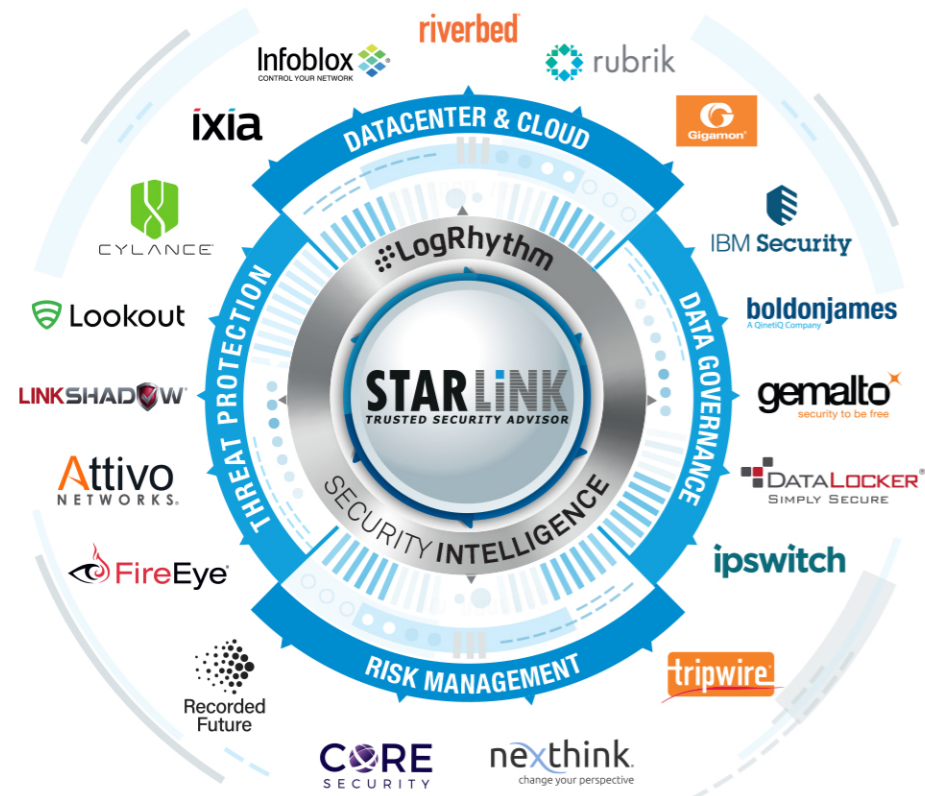 riverbed
Infoblox
CONTROL YOUR NETWORK
rubrik
ixia
Gigamon®
DATACENTER & CLOUD
CYLANCE
IBM Security
LogRhythm
Lookout
boldonjames
A QinetiQ Company
THREAT PROTECTION
DATA GOVERNANCE
LINKSHADOW
STARLiNK
TRUSTED SECURITY ADVISOR
gemalto
security to be free
Attivo
NETWORKS®
DATALOCKER®
SIMPLY SECURE
SECURITY INTELLIGENCE
FireEye
ipswitch
RISK MANAGEMENT
Recorded
Future
tripwire
CORE
SECURITY
nexthink
change your perspective